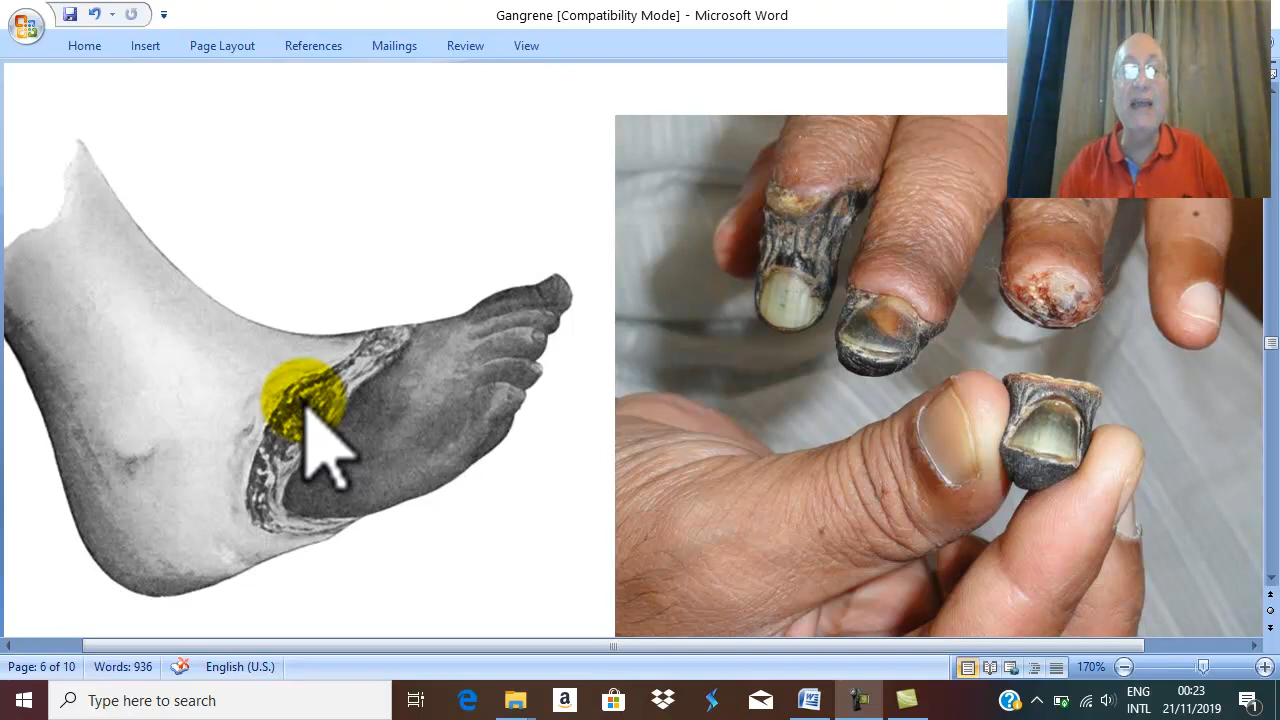 Gangrene [Compatibility Mode] - Microsoft Word
Home Insert Page Layout References Mailings Review View
Page: 6 of 10 Words: 936 English (U.S.) 170%
Type here to search
ENG 00:23
INTL 21/11/2019 1